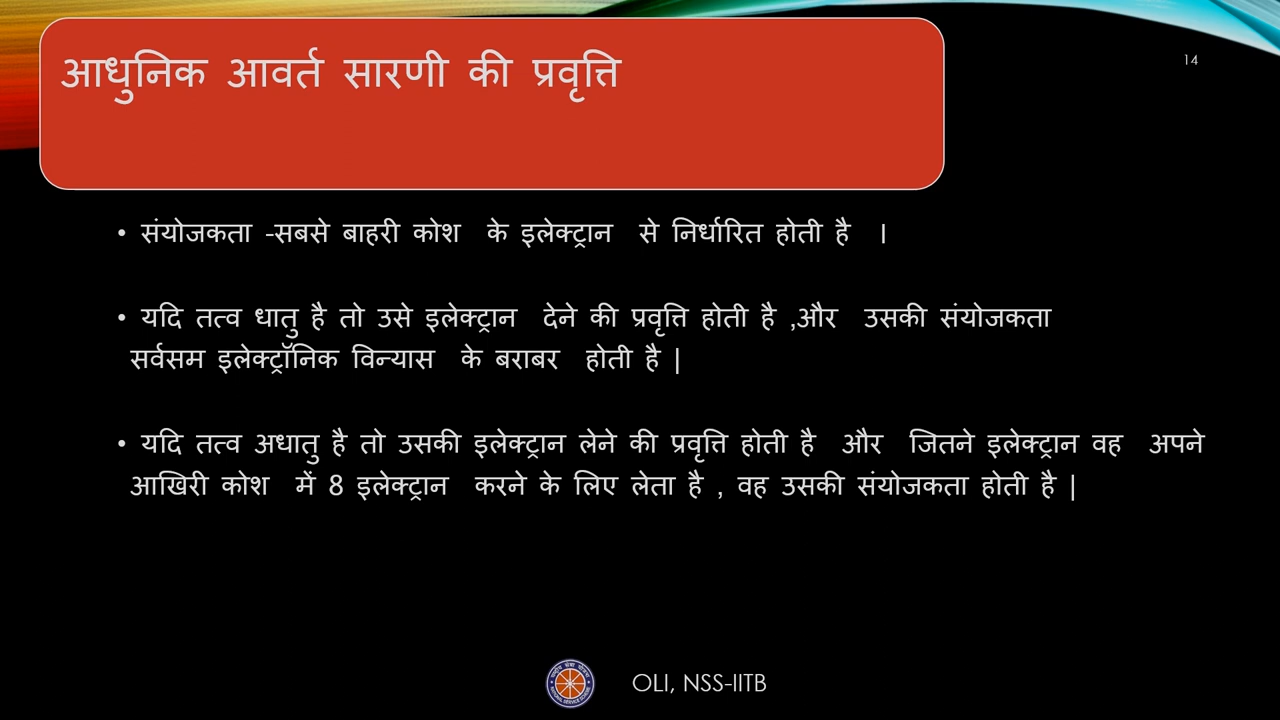 आधुनिक आवर्त सारणी की प्रवृत्ति
14
• संयोजकता -सबसे बाहरी कोश के इलेक्ट्रान से निर्धारित होती है ।
• यदि तत्व धातु है तो उसे इलेक्ट्रान देने की प्रवृत्ति होती है ,और उसकी संयोजकता
सर्वसम इलेक्ट्रॉनिक विन्यास के बराबर होती है |
• यदि तत्व अधातु है तो उसकी इलेक्ट्रान लेने की प्रवृत्ति होती है और जितने इलेक्ट्रान वह अपने
आखिरी कोश में 8 इलेक्ट्रान करने के लिए लेता है , वह उसकी संयोजकता होती है |
OLI, NSS-IITB